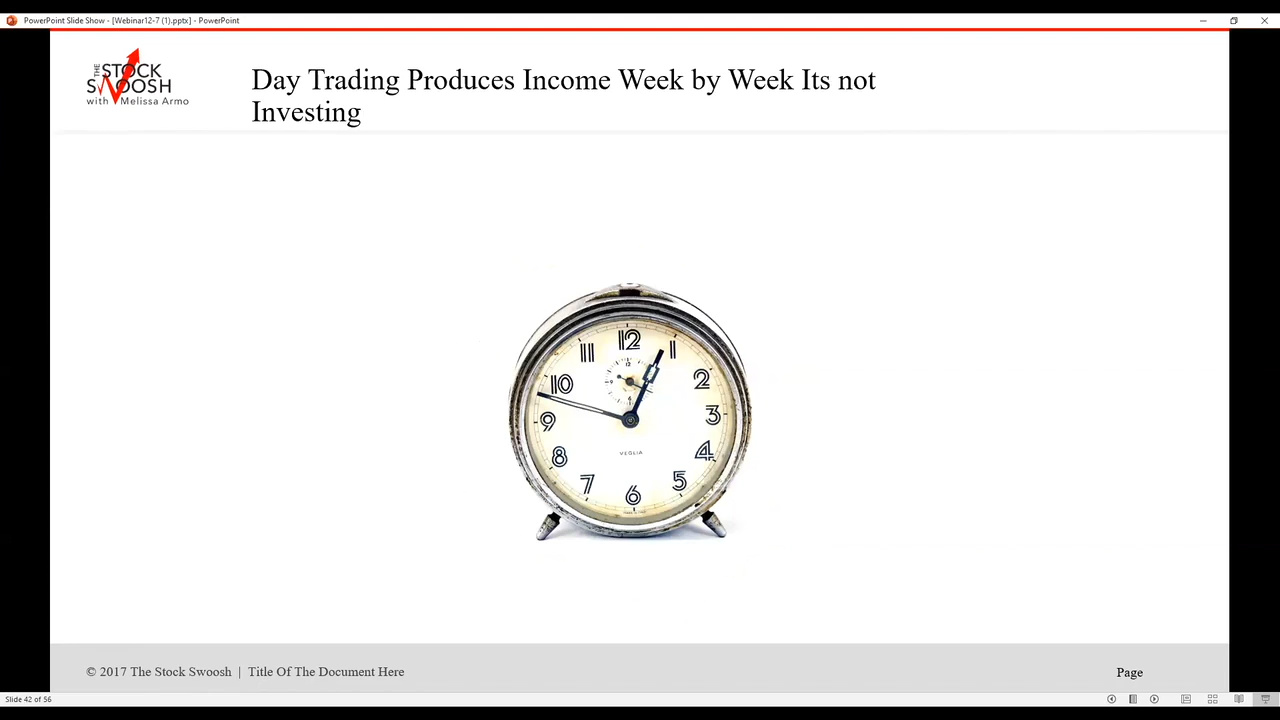 PowerPoint Slide Show - [Webinar12-7 (1).pptx] - PowerPoint
THE STOCK
SWOOSH
with Melissa Armo
Day Trading Produces Income Week by Week Its not
Investing
12
11
1
10
2
9
3
8
4
7
5
6
VEGLIA
© 2017 The Stock Swoosh | Title Of The Document Here
Page
Slide 42 of 56